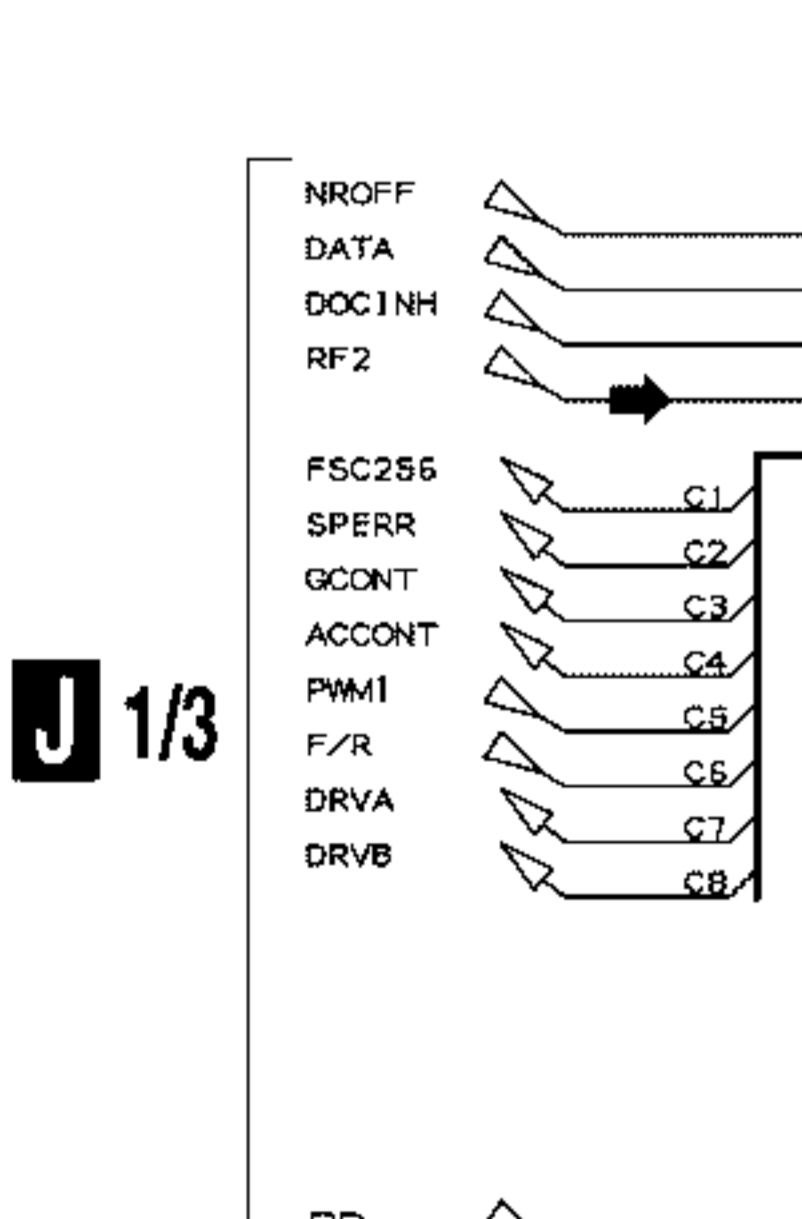 NROFF
DATA
DOCINH
RF2
FSC256 C1
SPERR C2
GCONT C3
ACCONT C4
J 1/3
PWM1 C5
F/R C6
DRVA C7
DRVB C8